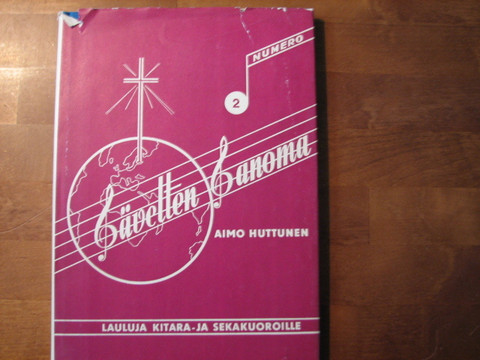 NUMERO
2
Sävelten Sanoma
AIMO HUTTUNEN
LAULUJA KITARA-JA SEKAKUOROILLE